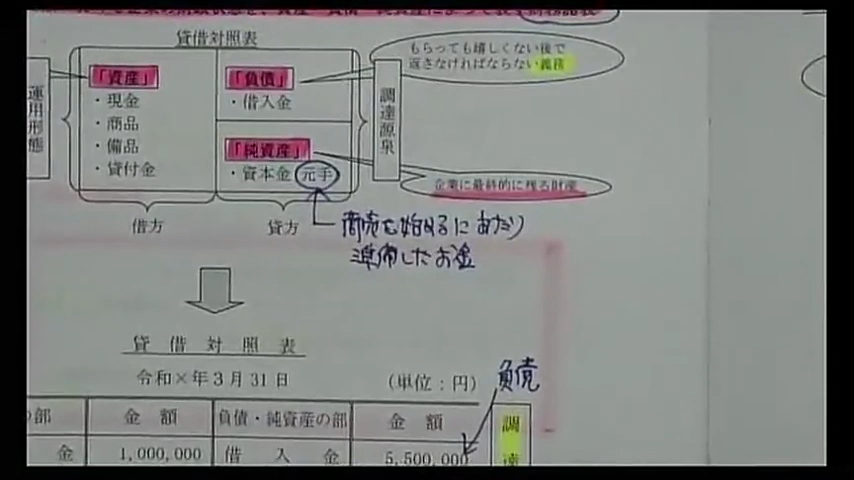 貸借対照表
もらっても嬉しくない後で
返さなければならない義務
運用形態
「資産」
・現金
・商品
・備品
・貸付金
「負債」
・借入金
「純資産」
・資本金 元手
調達源泉
企業に最終的に残る財産
借方
貸方
商売を始めるにあたり
準備したお金
貸借対照表
令和×年3月31日
(単位：円)
負債
の部 金額 負債・純資産の部 金額
金 1,000,000 借入金 5,500,000
調達